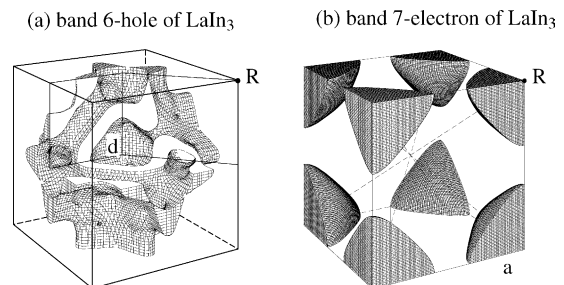 (a) band 6-hole of LaIn3
(b) band 7-electron of LaIn3
R
R
d
a